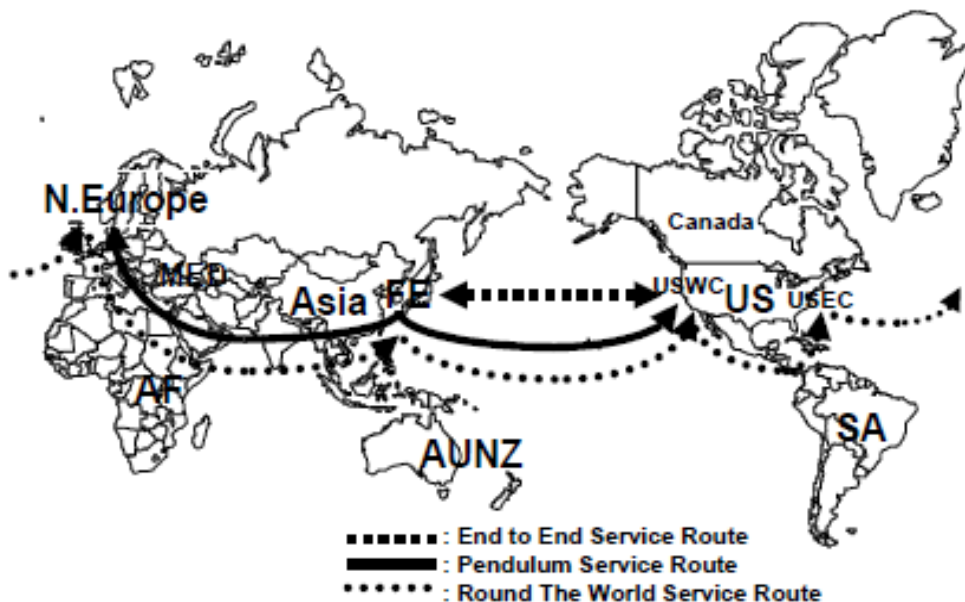 N.Europe
Canada
MED
Asia
FE
USWC
US
USEC
AF
SA
AUNZ
: End to End Service Route
: Pendulum Service Route
: Round The World Service Route